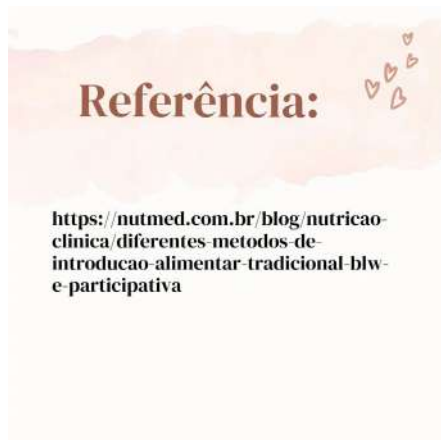 Referência:
https://nutmed.com.br/blog/nutricao-
clinica/diferentes-metodos-de-
introducao-alimentar-tradicional-blw-
e-participativa